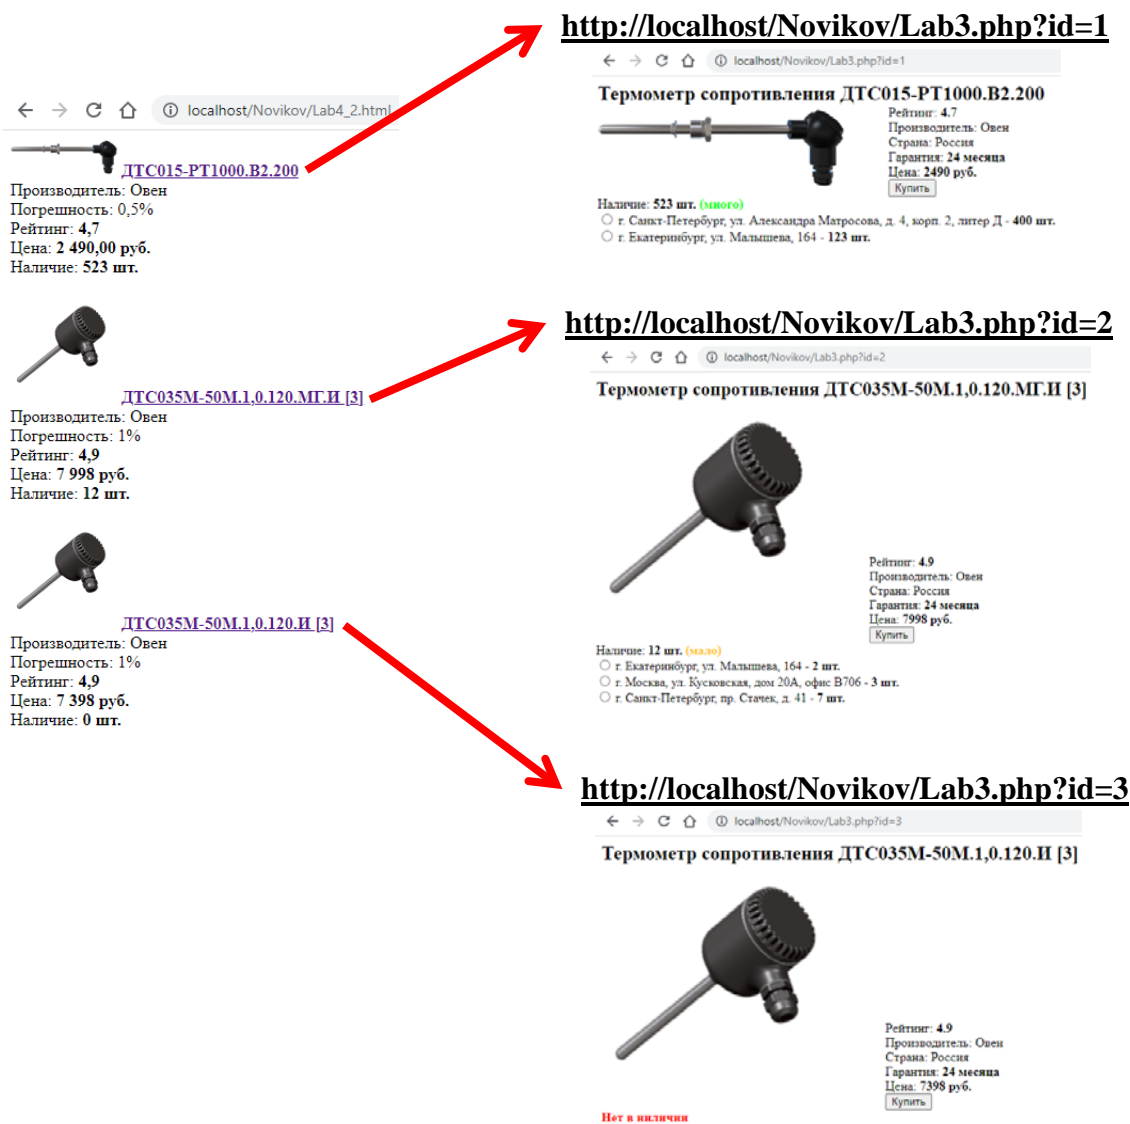 localhost/Novikov/Lab4_2.html
ДТС015-РТ1000.В2.200
Производитель: Овен
Погрешность: 0,5%
Рейтинг: 4,7
Цена: 2 490,00 руб.
Наличие: 523 шт.
ДТС035М-50М.1,0.120.МГ.И [3]
Производитель: Овен
Погрешность: 1%
Рейтинг: 4,9
Цена: 7 998 руб.
Наличие: 12 шт.
ДТС035М-50М.1,0.120.И [3]
Производитель: Овен
Погрешность: 1%
Рейтинг: 4,9
Цена: 7 398 руб.
Наличие: 0 шт.
http://localhost/Novikov/Lab3.php?id=1
localhost/Novikov/Lab3.php?id=1
Термометр сопротивления ДТС015-РТ1000.В2.200
Рейтинг: 4.7
Производитель: Овен
Страна: Россия
Гарантия: 24 месяца
Цена: 2490 руб.
Купить
Наличие: 523 шт. (много)
г. Санкт-Петербург, ул. Александра Матросова, д. 4, корп. 2, литер Д - 400 шт.
г. Екатеринбург, ул. Малышева, 164 - 123 шт.
http://localhost/Novikov/Lab3.php?id=2
localhost/Novikov/Lab3.php?id=2
Термометр сопротивления ДТС035М-50М.1,0.120.МГ.И [3]
Рейтинг: 4.9
Производитель: Овен
Страна: Россия
Гарантия: 24 месяца
Цена: 7998 руб.
Купить
Наличие: 12 шт. (мало)
г. Екатеринбург, ул. Малышева, 164 - 2 шт.
г. Москва, ул. Кусковская, дом 20А, офис В706 - 3 шт.
г. Санкт-Петербург, пр. Стачек, д. 41 - 7 шт.
http://localhost/Novikov/Lab3.php?id=3
localhost/Novikov/Lab3.php?id=3
Термометр сопротивления ДТС035М-50М.1,0.120.И [3]
Рейтинг: 4.9
Производитель: Овен
Страна: Россия
Гарантия: 24 месяца
Цена: 7398 руб.
Купить
Нет в ниличии